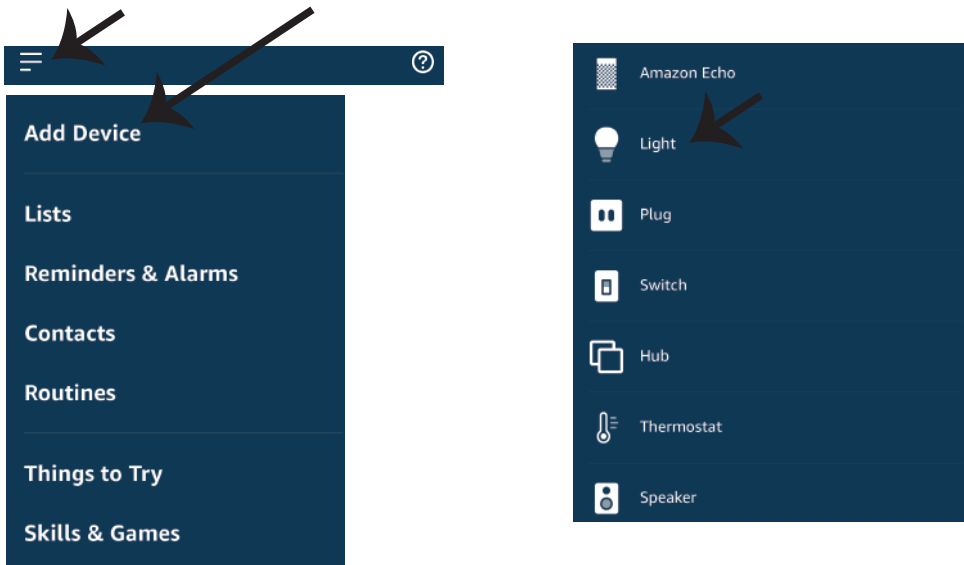 ?
Add Device
Lists
Reminders & Alarms
Contacts
Routines
Things to Try
Skills & Games
Amazon Echo
Light
Plug
Switch
Hub
Thermostat
Speaker